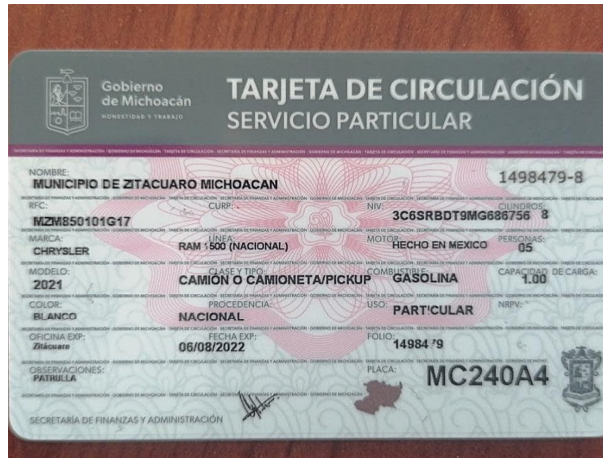 Gobierno
de Michoacán
HONESTIDAD Y TRABAJO
TARJETA DE CIRCULACIÓN
SERVICIO PARTICULAR
NOMBRE:
MUNICIPIO DE ZITACUARO MICHOACAN
1498479-8
RFC: CURP: NIV: CILINDROS:
MZM850101G17 3C6SRBDT9MG686756 8
MARCA: LÍNEA: MOTOR: PERSONAS:
CHRYSLER RAM 1500 (NACIONAL) HECHO EN MEXICO 05
MODELO: CLASE Y TIPO: COMBUSTIBLE: CAPACIDAD DE CARGA:
2021 CAMIÓN O CAMIONETA/PICKUP GASOLINA 1.00
COLOR: PROCEDENCIA: USO: PARTICULAR NRPV:
BLANCO NACIONAL
OFICINA EXP: FECHA EXP: FOLIO:
Zitácuaro 06/08/2022 1498479
OBSERVACIONES: PLACA:
PATRULLA MC240A4
SECRETARÍA DE FINANZAS Y ADMINISTRACIÓN